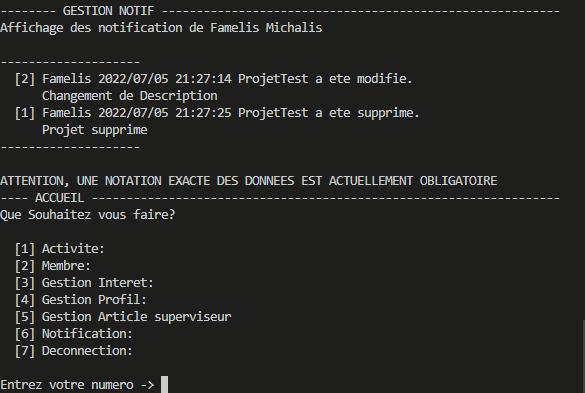 -------- GESTION NOTIF ---------------------------------------------------------
Affichage des notification de Famelis Michalis
--------------------
[2] Famelis 2022/07/05 21:27:14 ProjetTest a ete modifie.
Changement de Description
[1] Famelis 2022/07/05 21:27:25 ProjetTest a ete supprime.
Projet supprime
--------------------
ATTENTION, UNE NOTATION EXACTE DES DONNEES EST ACTUELLEMENT OBLIGATOIRE
---- ACCUEIL -------------------------------------------------------------------
Que Souhaitez vous faire?
[1] Activite:
[2] Membre:
[3] Gestion Interet:
[4] Gestion Profil:
[5] Gestion Article superviseur
[6] Notification:
[7] Deconnection:
Entrez votre numero ->